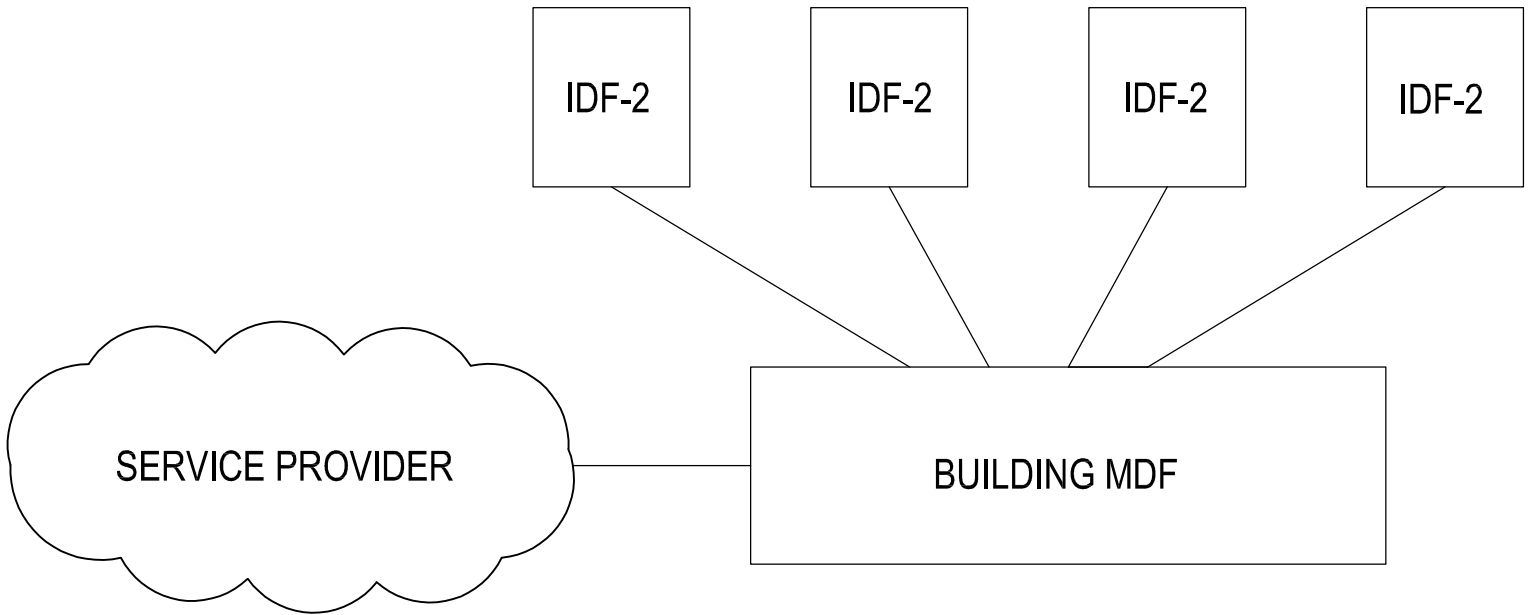 IDF-2
IDF-2
IDF-2
IDF-2
SERVICE PROVIDER
BUILDING MDF